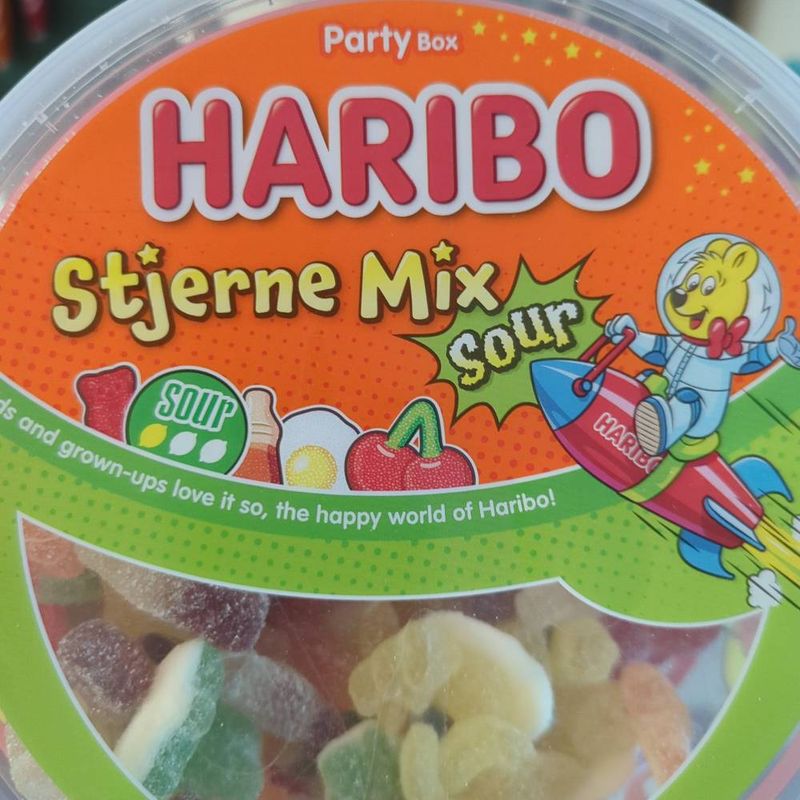 Party Box
HARIBO
Stjerne Mix
sour
sour
HARIBO
and grown-ups love it so, the happy world of Haribo!